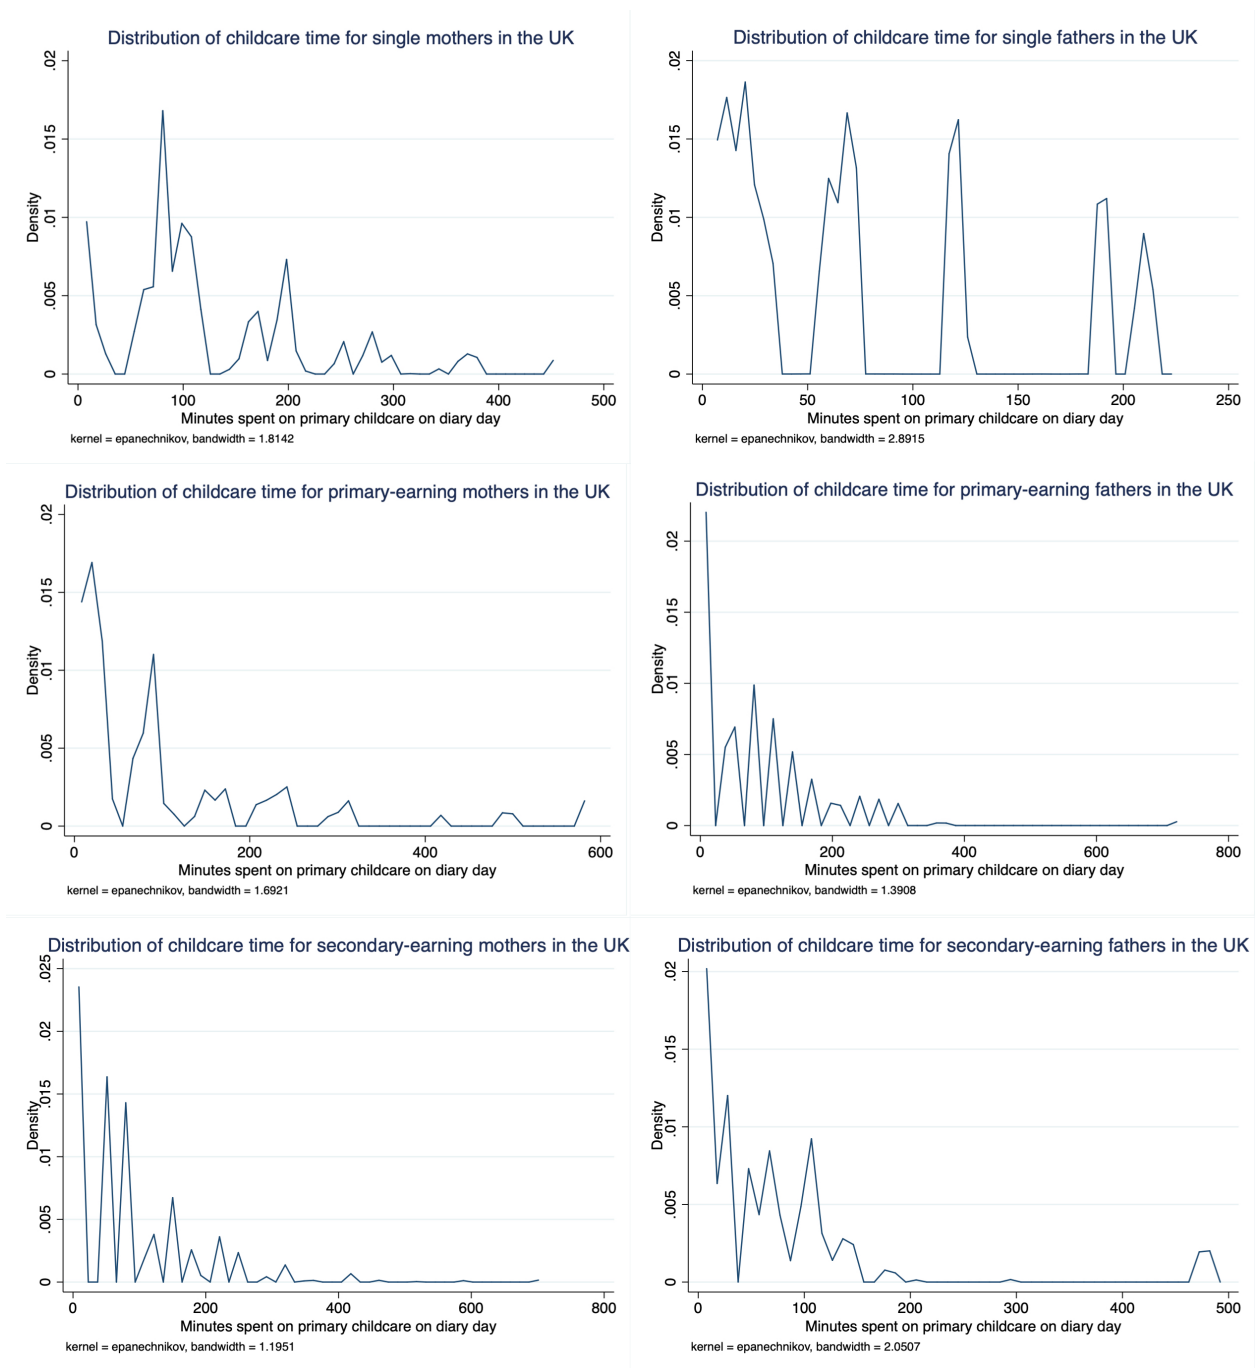 Distribution of childcare time for single mothers in the UK
.02
.015
.01
.005
0
Density
0 100 200 300 400 500
Minutes spent on primary childcare on diary day
kernel = epanechnikov, bandwidth = 1.8142
Distribution of childcare time for single fathers in the UK
.02
.015
.01
.005
0
Density
0 50 100 150 200 250
Minutes spent on primary childcare on diary day
kernel = epanechnikov, bandwidth = 2.8915
Distribution of childcare time for primary-earning mothers in the UK
.02
.015
.01
.005
0
Density
0 200 400 600
Minutes spent on primary childcare on diary day
kernel = epanechnikov, bandwidth = 1.6921
Distribution of childcare time for primary-earning fathers in the UK
.02
.015
.01
.005
0
Density
0 200 400 600 800
Minutes spent on primary childcare on diary day
kernel = epanechnikov, bandwidth = 1.3908
Distribution of childcare time for secondary-earning mothers in the UK
.025
.02
.015
.01
.005
0
Density
0 200 400 600 800
Minutes spent on primary childcare on diary day
kernel = epanechnikov, bandwidth = 1.1951
Distribution of childcare time for secondary-earning fathers in the UK
.02
.015
.01
.005
0
Density
0 100 200 300 400 500
Minutes spent on primary childcare on diary day
kernel = epanechnikov, bandwidth = 2.0507